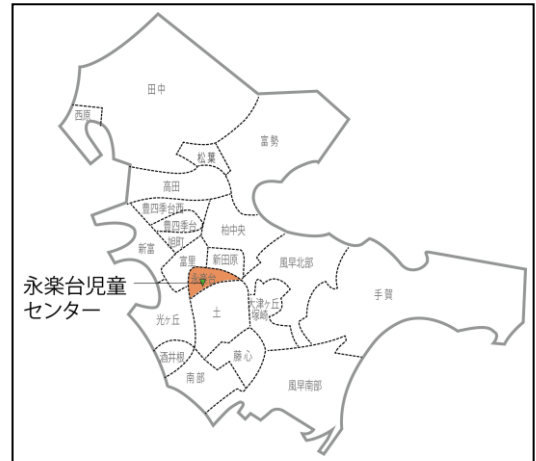 田中
西原
富勢
松葉
高田
豊四季台西
豊四季台
柏中央
旭町
新富
富里
新田原
風早北部
永楽台
永楽台児童
センター
大津ヶ丘
塚崎
手賀
土
光ヶ丘
藤心
酒井根
南部
風早南部